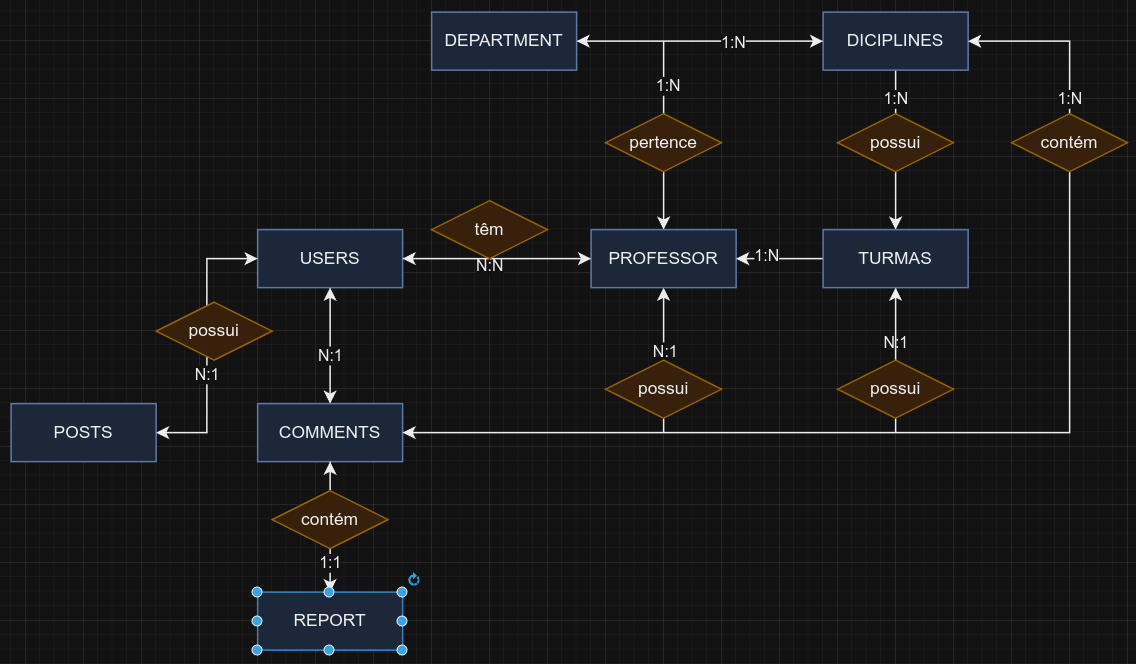 DEPARTMENT
1:N
DICIPLINES
1:N
1:N
1:N
pertence
possui
contém
têm
USERS
N:N
PROFESSOR
1:N
TURMAS
possui
N:1
N:1
N:1
N:1
possui
possui
POSTS
COMMENTS
contém
1:1
REPORT